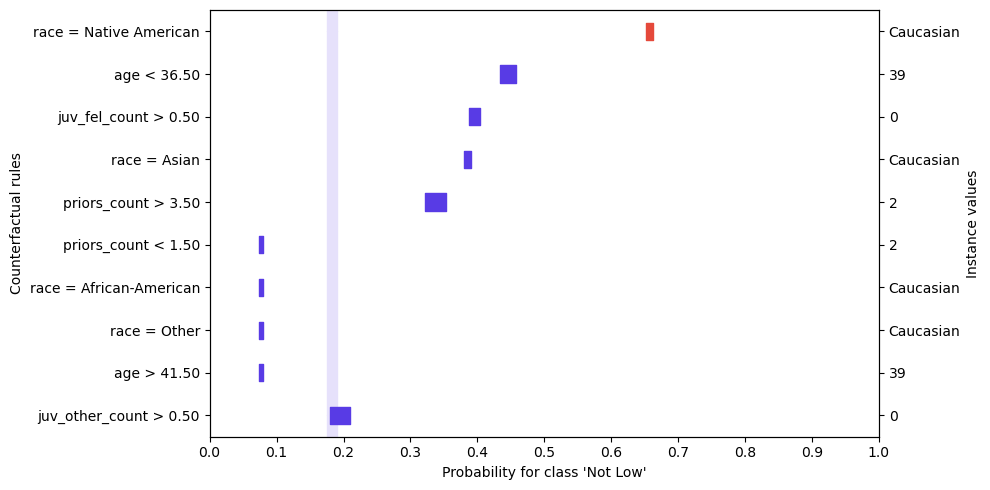 race = Native American
Caucasian
age < 36.50
39
juv_fel_count > 0.50
0
race = Asian
Caucasian
priors_count > 3.50
2
priors_count < 1.50
2
race = African-American
Caucasian
race = Other
Caucasian
age > 41.50
39
juv_other_count > 0.50
0
Counterfactual rules
Instance values
0.0 0.1 0.2 0.3 0.4 0.5 0.6 0.7 0.8 0.9 1.0
Probability for class 'Not Low'